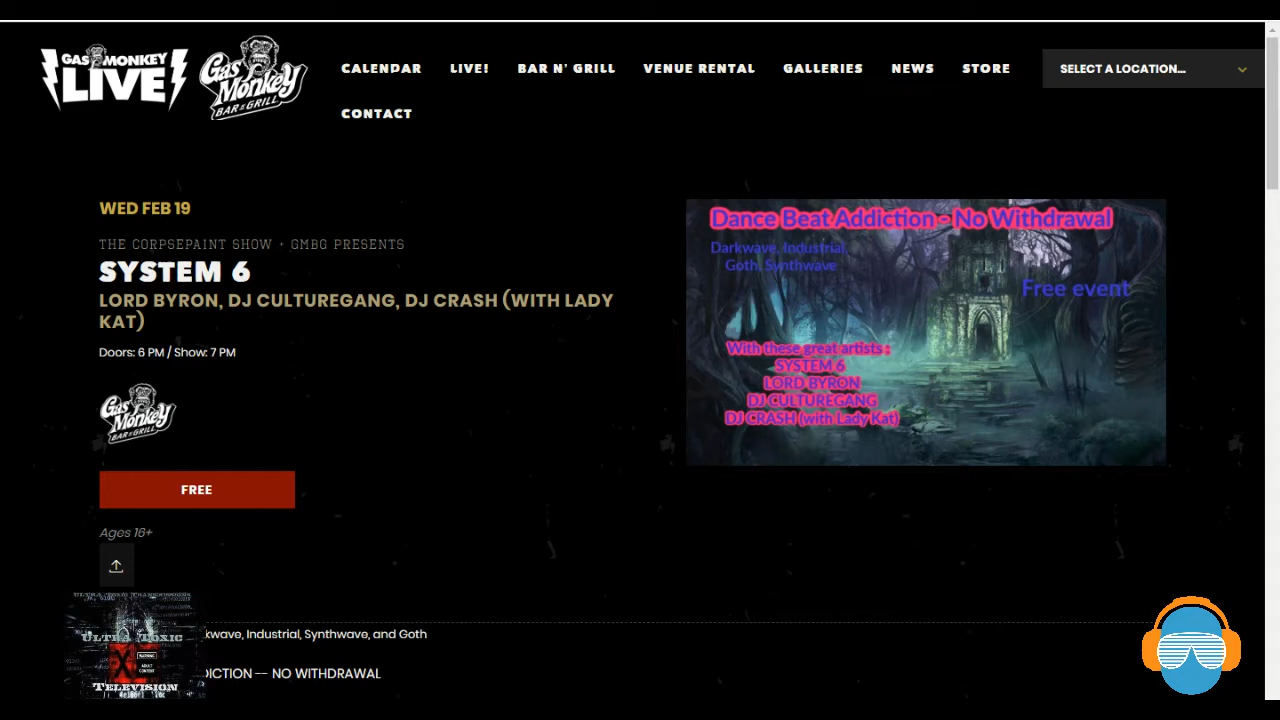 GAS MONKEY
LIVE
Gas
Monkey
BAR N GRILL
CALENDAR LIVE! BAR N' GRILL VENUE RENTAL GALLERIES NEWS STORE
CONTACT
SELECT A LOCATION...
WED FEB 19
THE CORPSEPAINT SHOW • GMBG PRESENTS
SYSTEM 6
LORD BYRON, DJ CULTUREGANG, DJ CRASH (WITH LADY
KAT)
Doors: 6 PM / Show: 7 PM
Gas
Monkey
BAR N GRILL
FREE
Ages 16+
Dance Beat Addiction - No Withdrawal
Darkwave, Industrial,
Goth, Synthwave
Free event
With these great artists :
SYSTEM 6
LORD BYRON
DJ CULTUREGANG
DJ CRASH (with Lady Kat)
kwave, Industrial, Synthwave, and Goth
DICTION -- NO WITHDRAWAL
ULTRA TOXIC
X
WARNING
ADULT
CONTENT
TELEVISION